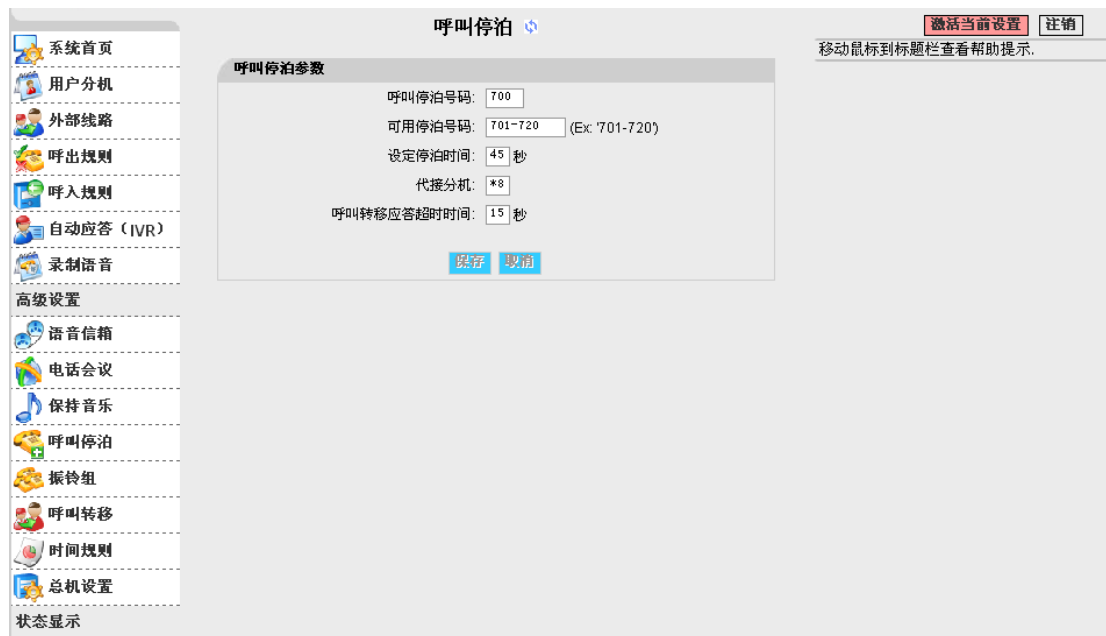 呼叫停泊
激活当前设置 注销
移动鼠标到标题栏查看帮助提示.
系统首页
用户分机
外部线路
呼出规则
呼入规则
自动应答（IVR）
录制语音
高级设置
语音信箱
电话会议
保持音乐
呼叫停泊
振铃组
呼叫转移
时间规则
总机设置
状态显示
呼叫停泊参数
呼叫停泊号码: 700
可用停泊号码: 701-720 (Ex: '701-720')
设定停泊时间: 45 秒
代接分机: *8
呼叫转移应答超时时间: 15 秒
保存 取消